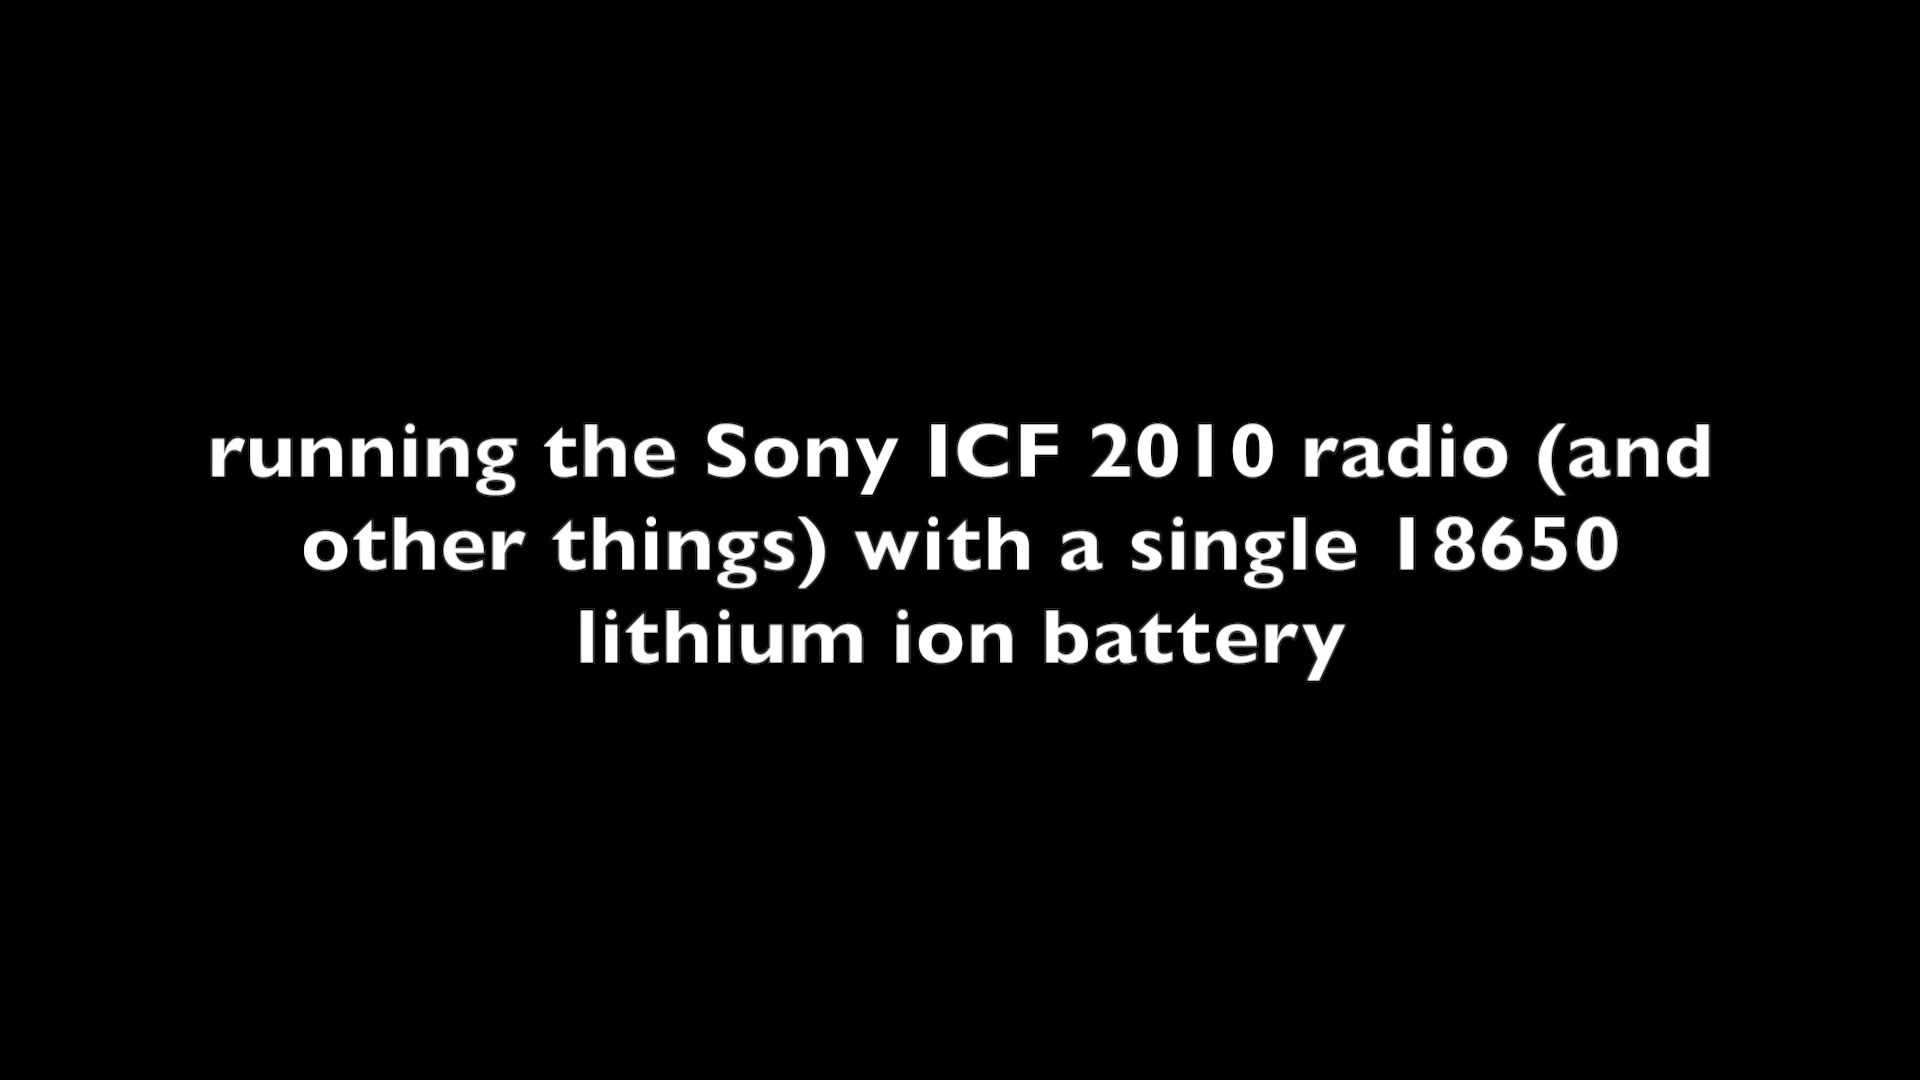 running the Sony ICF 2010 radio (and
other things) with a single 18650
lithium ion battery